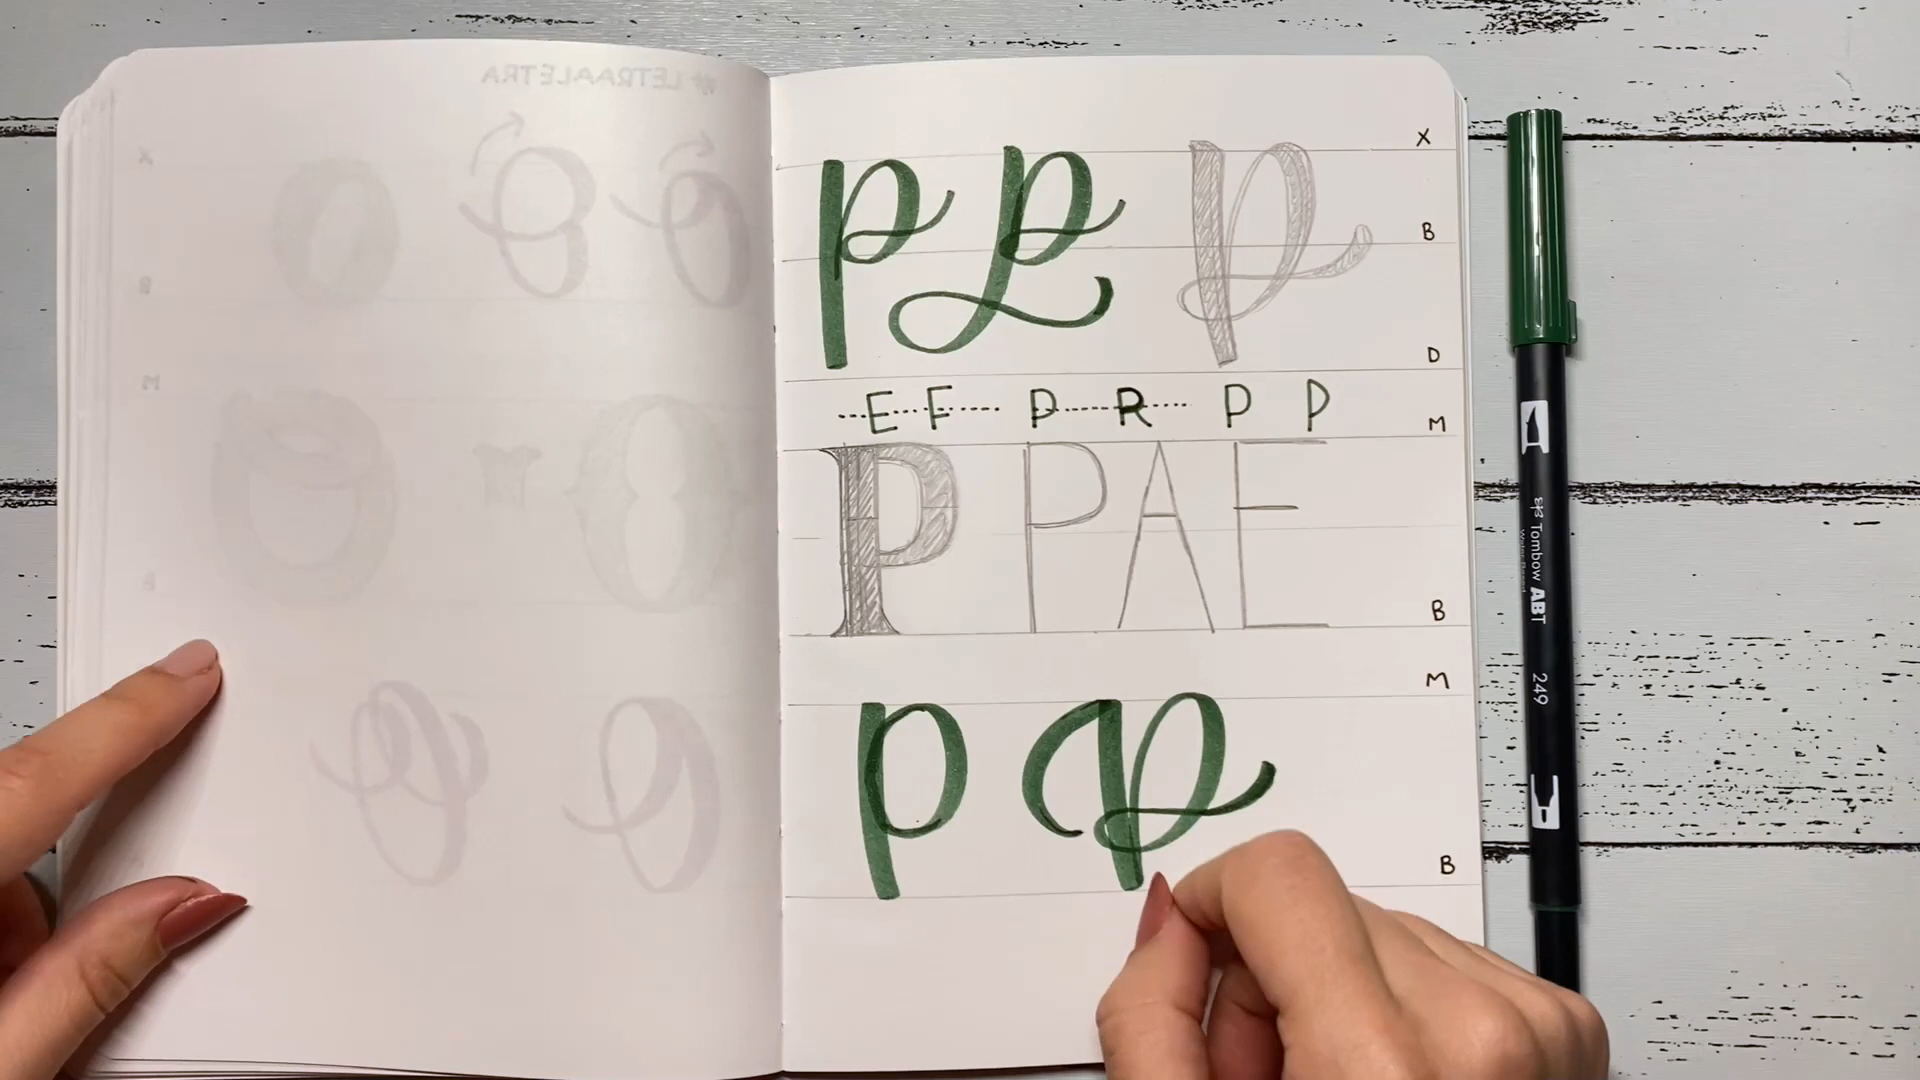 #LETRAALETRA
X
p p p
B
D
E F P R P P
M
P P A E
B
M
P P
B
Tombow ABT
249